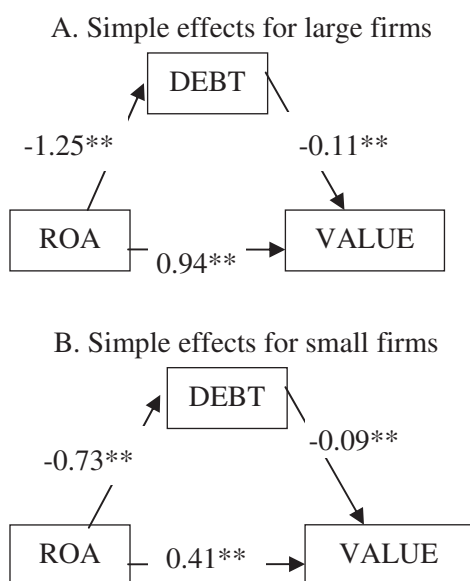 A. Simple effects for large firms
DEBT
-1.25**
-0.11**
ROA
0.94**
VALUE
B. Simple effects for small firms
DEBT
-0.73**
-0.09**
ROA
0.41**
VALUE